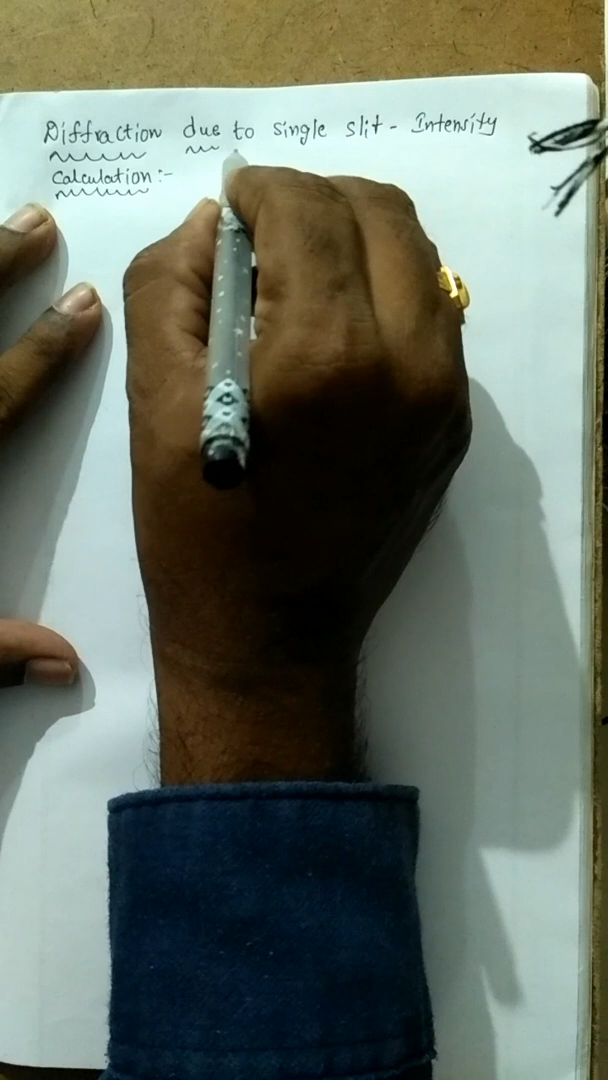 Diffraction due to single slit - Intensity
Calculation:-